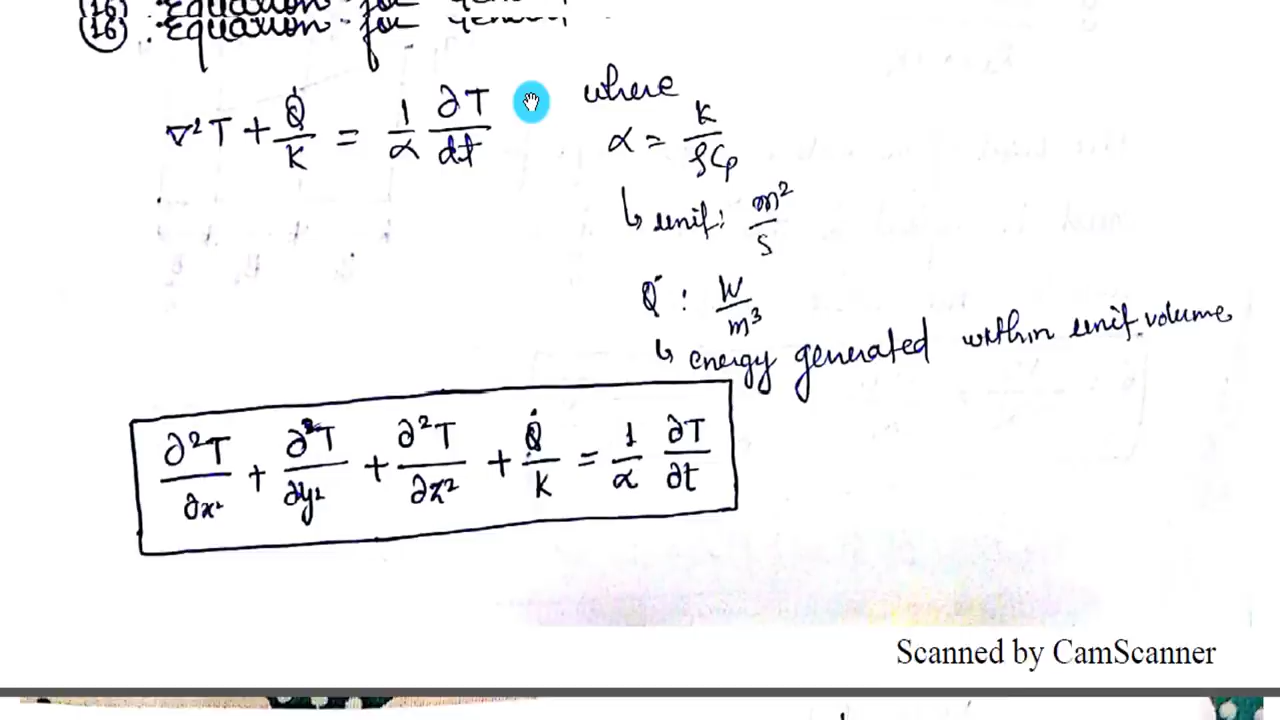 (16) : Equation for
∇²T + Q̇/K = 1/α ∂T/dt where
α = K/ρCp
↳ unit: m²/s
Q̇ : W/m³
↳ energy generated within unit volume
∂²T/∂x² + ∂²T/∂y² + ∂²T/∂z² + Q̇/K = 1/α ∂T/∂t
Scanned by CamScanner